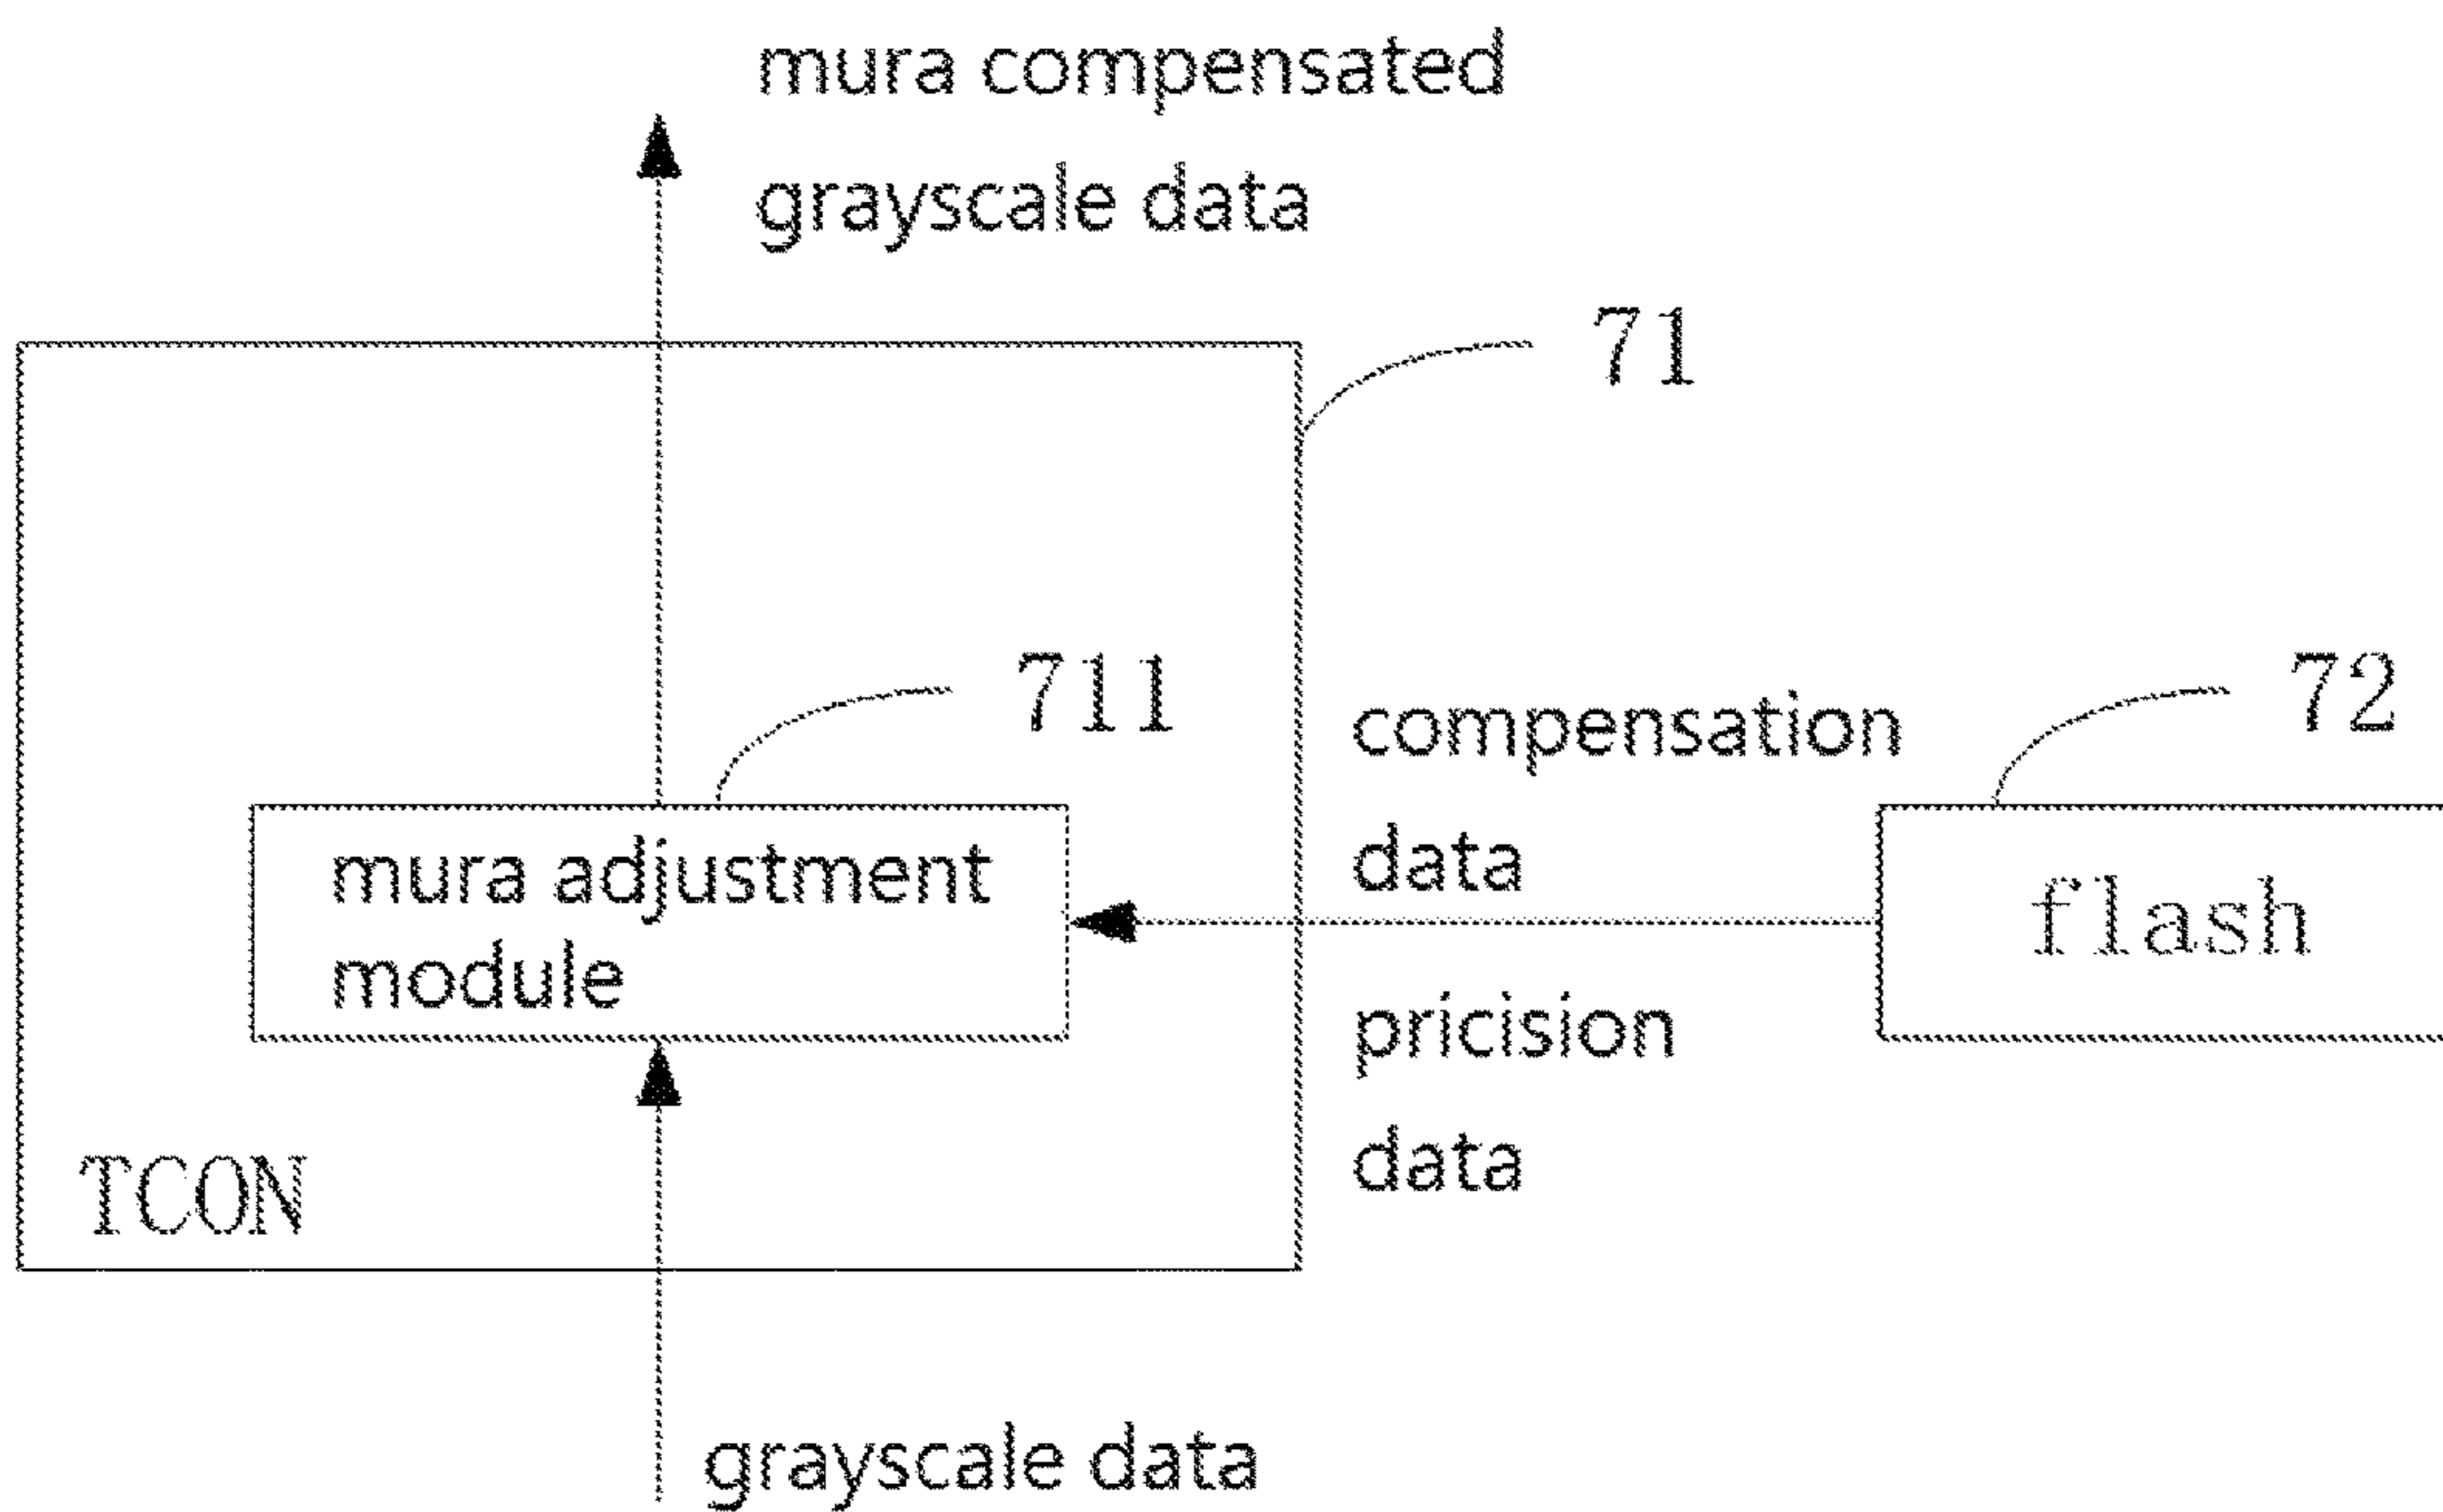 mura compensated
grayscale data
71
711
compensation
72
data
mura adjustment
module
flash
pricision
data
TCON
grayscale data